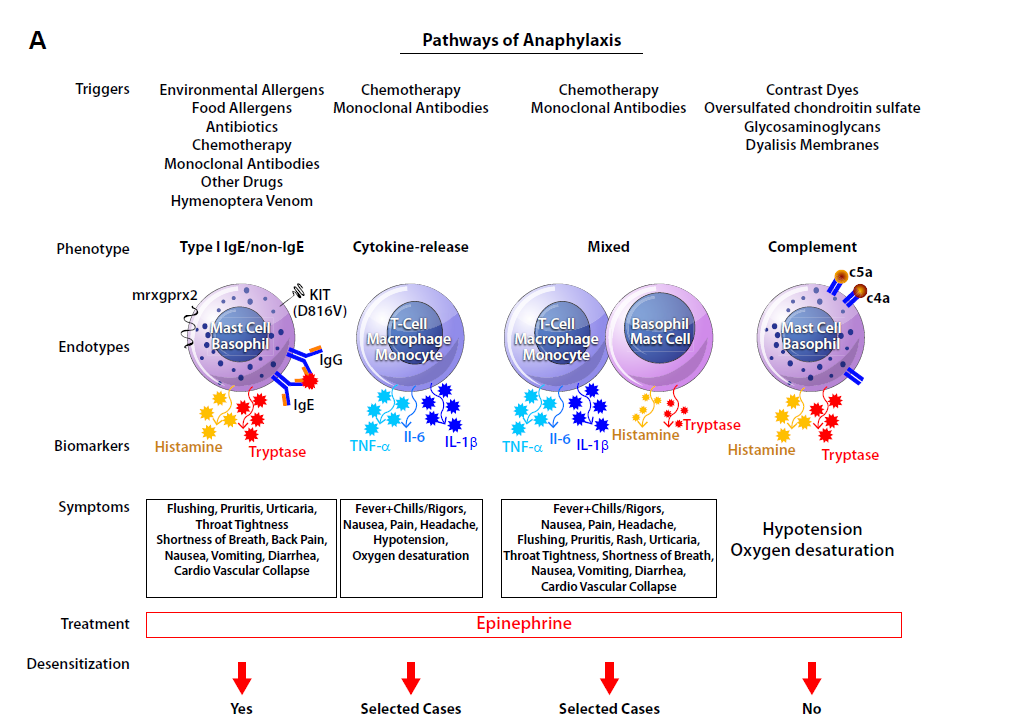 A
Pathways of Anaphylaxis
Triggers
Environmental Allergens
Food Allergens
Antibiotics
Chemotherapy
Monoclonal Antibodies
Other Drugs
Hymenoptera Venom
Chemotherapy
Monoclonal Antibodies
Chemotherapy
Monoclonal Antibodies
Contrast Dyes
Oversulfated chondroitin sulfate
Glycosaminoglycans
Dyalisis Membranes
Phenotype
Type I IgE/non-IgE
Cytokine-release
Mixed
Complement
Endotypes
mrxgprx2
KIT
(D816V)
Mast Cell
Basophil
IgG
IgE
T-Cell
Macrophage
Monocyte
T-Cell
Macrophage
Monocyte
Basophil
Mast Cell
c5a
c4a
Mast Cell
Basophil
Biomarkers
Histamine
Tryptase
TNF-α
Il-6
IL-1β
TNF-α
Il-6
IL-1β
Histamine
Tryptase
Histamine
Tryptase
Symptoms
Flushing, Pruritis, Urticaria,
Throat Tightness
Shortness of Breath, Back Pain,
Nausea, Vomiting, Diarrhea,
Cardio Vascular Collapse
Fever+Chills/Rigors,
Nausea, Pain, Headache,
Hypotension,
Oxygen desaturation
Fever+Chills/Rigors,
Nausea, Pain, Headache,
Flushing, Pruritis, Rash, Urticaria,
Throat Tightness, Shortness of Breath,
Nausea, Vomiting, Diarrhea,
Cardio Vascular Collapse
Hypotension
Oxygen desaturation
Treatment
Epinephrine
Desensitization
Yes
Selected Cases
Selected Cases
No